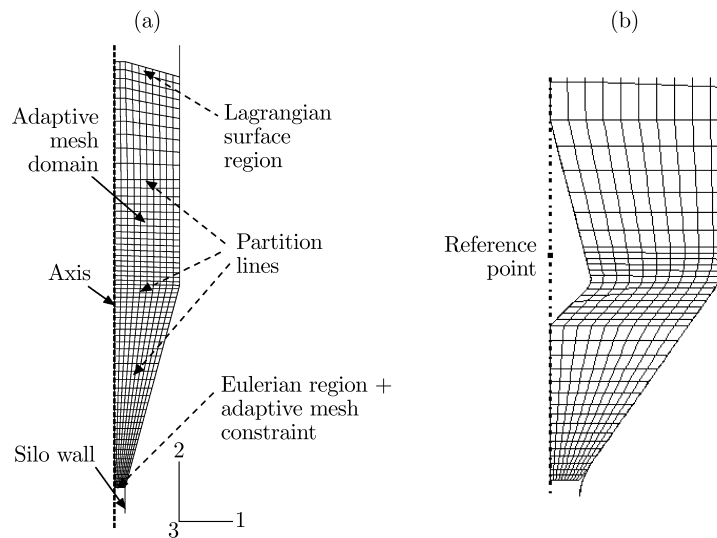 (a)
Lagrangian
surface
region
Adaptive
mesh
domain
Partition
lines
Axis
Eulerian region +
adaptive mesh
constraint
Silo wall
2
1
3
(b)
Reference
point